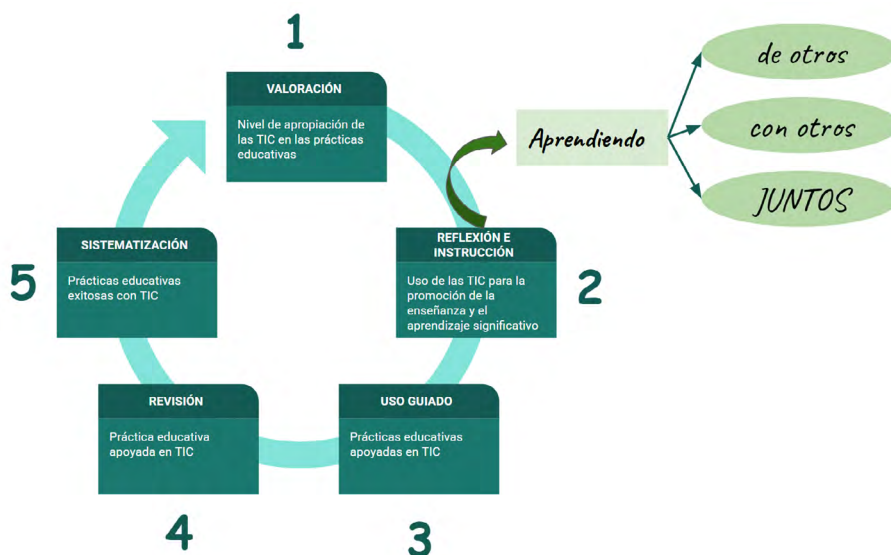 1
VALORACIÓN
Nivel de apropiación de
las TIC en las prácticas
educativas
Aprendiendo
de otros
con otros
JUNTOS
2
REFLEXIÓN E
INSTRUCCIÓN
Uso de las TIC para la
promoción de la
enseñanza y el
aprendizaje significativo
3
USO GUIADO
Prácticas educativas
apoyadas en TIC
4
REVISIÓN
Práctica educativa
apoyada en TIC
5
SISTEMATIZACIÓN
Prácticas educativas
exitosas con TIC